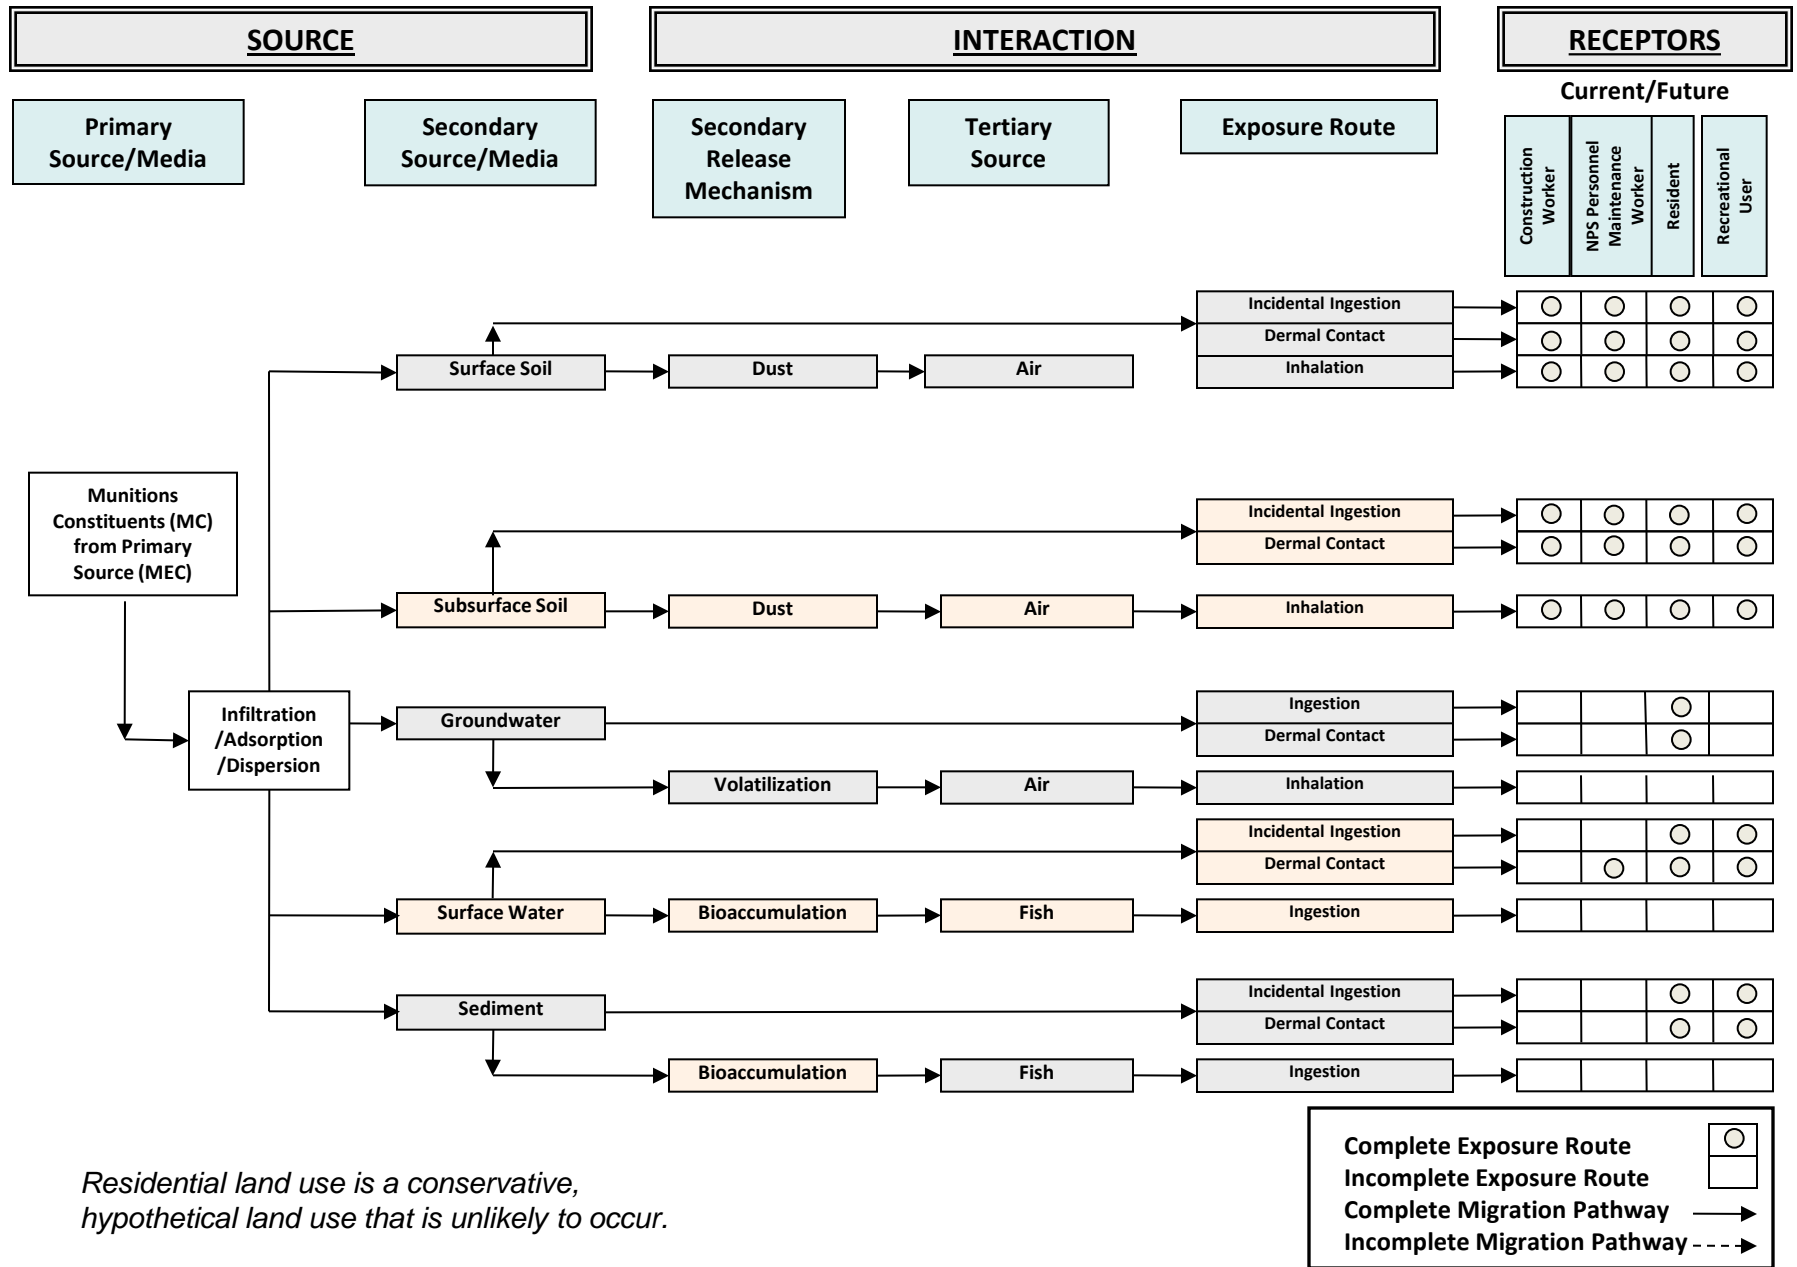 SOURCE
INTERACTION
RECEPTORS
Current/Future
Primary
Source/Media
Secondary
Source/Media
Secondary
Release
Mechanism
Tertiary
Source
Exposure Route
Construction
Worker
NPS Personnel
Maintenance
Worker
Resident
Recreational
User
Incidental Ingestion
Dermal Contact
Surface Soil
Dust
Air
Inhalation
Munitions
Constituents (MC)
from Primary
Source (MEC)
Incidental Ingestion
Dermal Contact
Subsurface Soil
Dust
Air
Inhalation
Infiltration
/Adsorption
/Dispersion
Groundwater
Ingestion
Dermal Contact
Volatilization
Air
Inhalation
Incidental Ingestion
Dermal Contact
Surface Water
Bioaccumulation
Fish
Ingestion
Sediment
Incidental Ingestion
Dermal Contact
Bioaccumulation
Fish
Ingestion
Residential land use is a conservative,
hypothetical land use that is unlikely to occur.
Complete Exposure Route
Incomplete Exposure Route
Complete Migration Pathway
Incomplete Migration Pathway